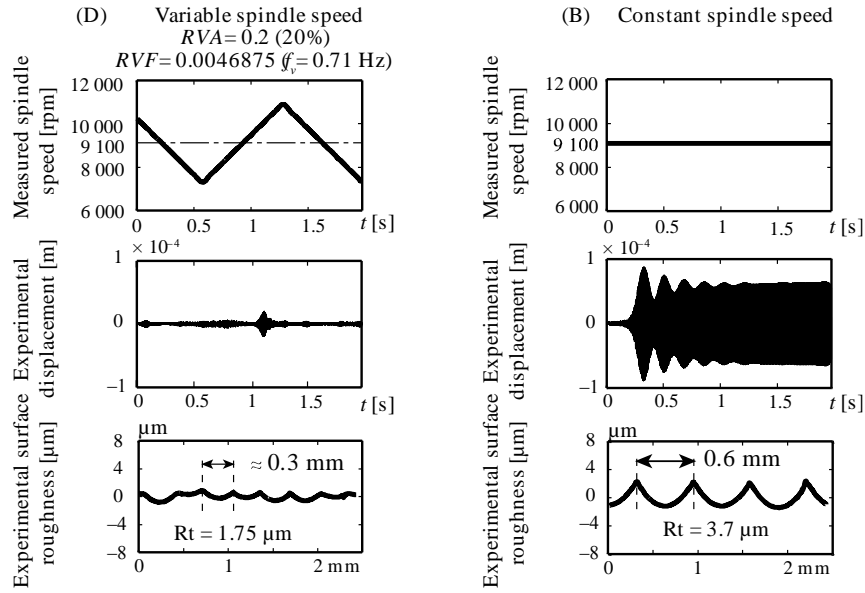 (D) Variable spindle speed
RVA= 0.2 (20%)
RVF= 0.0046875 (fv= 0.71 Hz)
Measured spindle
speed [rpm]
12 000
10 000
9 100
8 000
6 000
0 0.5 1 1.5 t [s]
× 10–4
Experimental
displacement [m]
1
0
–1
0 0.5 1 1.5 t [s]
Experimental surface
roughness [µm]
µm
8
4
0
–4
–8
≈ 0.3 mm
Rt = 1.75 µm
0 1 2 mm
(B) Constant spindle speed
Measured spindle
speed [rpm]
12 000
10 000
9 100
8 000
6 000
0 0.5 1 1.5 t [s]
× 10–4
Experimental
displacement [m]
1
0
–1
0 0.5 1 1.5 t [s]
Experimental surface
roughness [µm]
µm
8
4
0
–4
–8
0.6 mm
Rt = 3.7 µm
0 1 2 mm